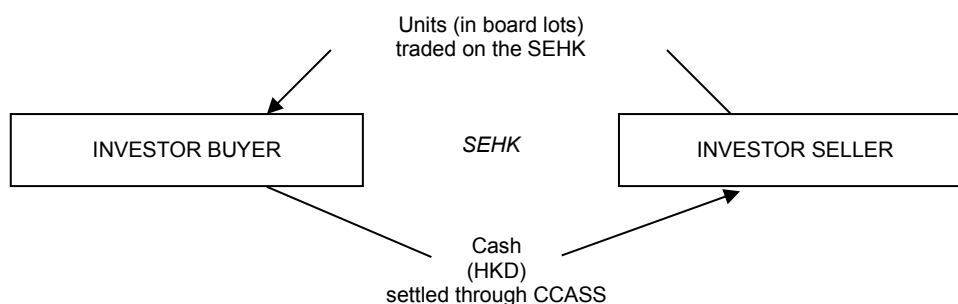 Units (in board lots)
traded on the SEHK
INVESTOR BUYER
SEHK
INVESTOR SELLER
Cash
(HKD)
settled through CCASS